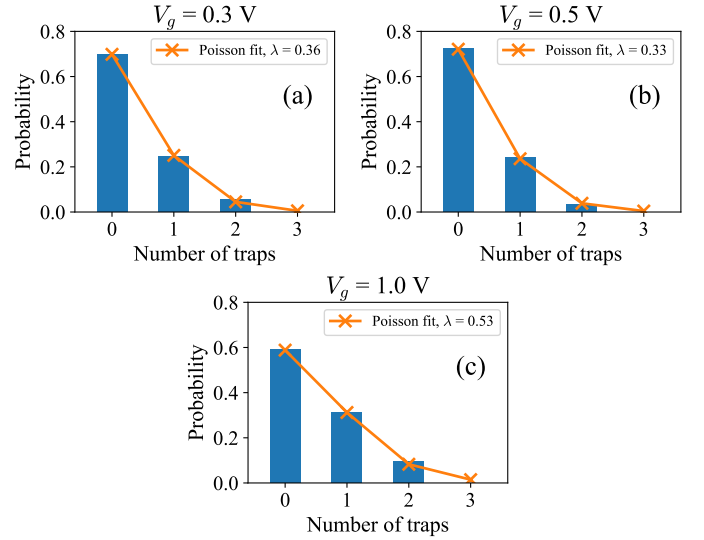 V_g = 0.3 V
Poisson fit, λ = 0.36
(a)
Probability
0.8
0.6
0.4
0.2
0.0
0 1 2 3
Number of traps
V_g = 0.5 V
Poisson fit, λ = 0.33
(b)
Probability
0.8
0.6
0.4
0.2
0.0
0 1 2 3
Number of traps
V_g = 1.0 V
Poisson fit, λ = 0.53
(c)
Probability
0.8
0.6
0.4
0.2
0.0
0 1 2 3
Number of traps